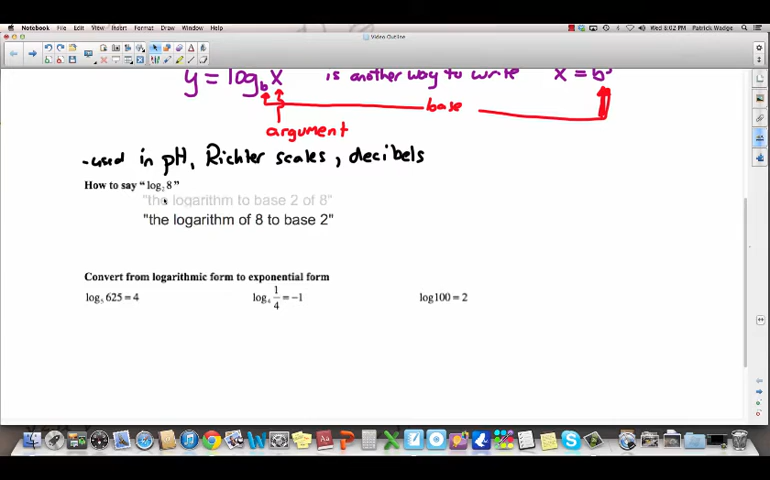 Notebook File Edit View Insert Format Draw Window Help Wed 6:02 PM Patrick Wadge
Video Outline
y = log_b x is another way to write x = b^y
base
argument
- used in pH, Richter scales, decibels
How to say “ log₂ 8 ”
"the logarithm to base 2 of 8"
"the logarithm of 8 to base 2"
Convert from logarithmic form to exponential form
log₅ 625 = 4 log₄ 1/4 = −1 log 100 = 2